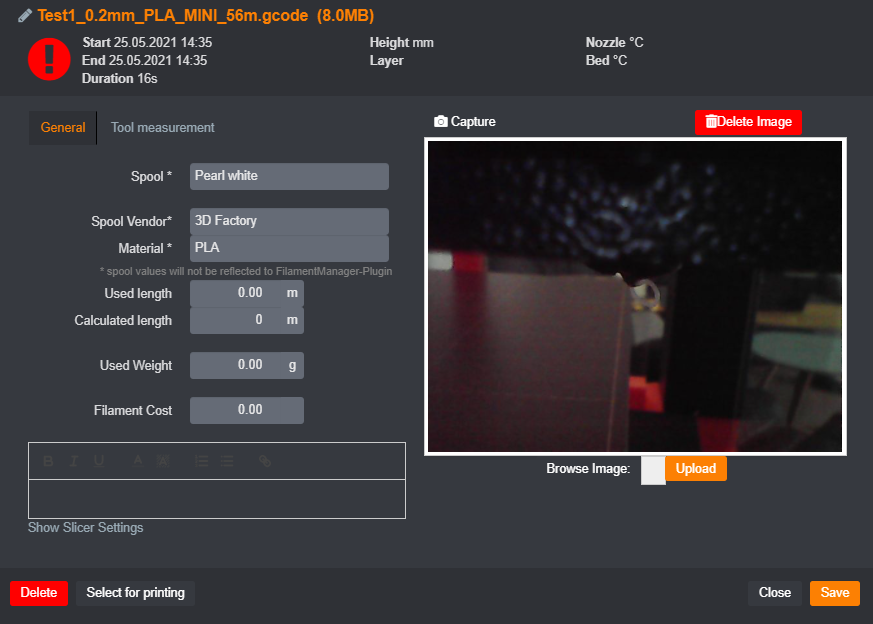 Test1_0.2mm_PLA_MINI_56m.gcode (8.0MB)
Start 25.05.2021 14:35
End 25.05.2021 14:35
Duration 16s
Height mm
Layer
Nozzle °C
Bed °C
General
Tool measurement
Spool * Pearl white
Spool Vendor* 3D Factory
Material * PLA
* spool values will not be reflected to FilamentManager-Plugin
Used length 0.00 m
Calculated length 0 m
Used Weight 0.00 g
Filament Cost 0.00
B I U A
Show Slicer Settings
Capture
Delete Image
Browse Image: Upload
Delete
Select for printing
Close
Save